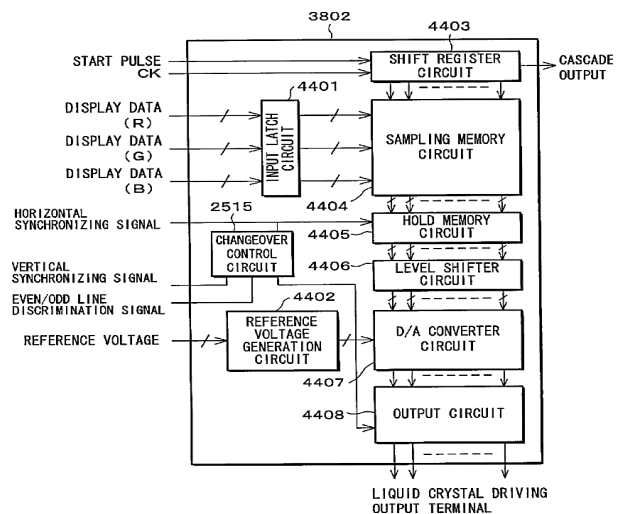 3802
4403
START PULSE
CK
SHIFT REGISTER
CIRCUIT
CASCADE
OUTPUT
4401
DISPLAY DATA
(R)
DISPLAY DATA
(G)
DISPLAY DATA
(B)
INPUT LATCH
CIRCUIT
SAMPLING MEMORY
CIRCUIT
4404
HORIZONTAL
SYNCHRONIZING SIGNAL
2515
HOLD MEMORY
CIRCUIT
4405
CHANGEOVER
CONTROL
CIRCUIT
4406
LEVEL SHIFTER
CIRCUIT
VERTICAL
SYNCHRONIZING SIGNAL
EVEN/ODD LINE
DISCRIMINATION SIGNAL
4402
REFERENCE VOLTAGE
REFERENCE
VOLTAGE
GENERATION
CIRCUIT
D/A CONVERTER
CIRCUIT
4407
4408
OUTPUT CIRCUIT
LIQUID CRYSTAL DRIVING
OUTPUT TERMINAL